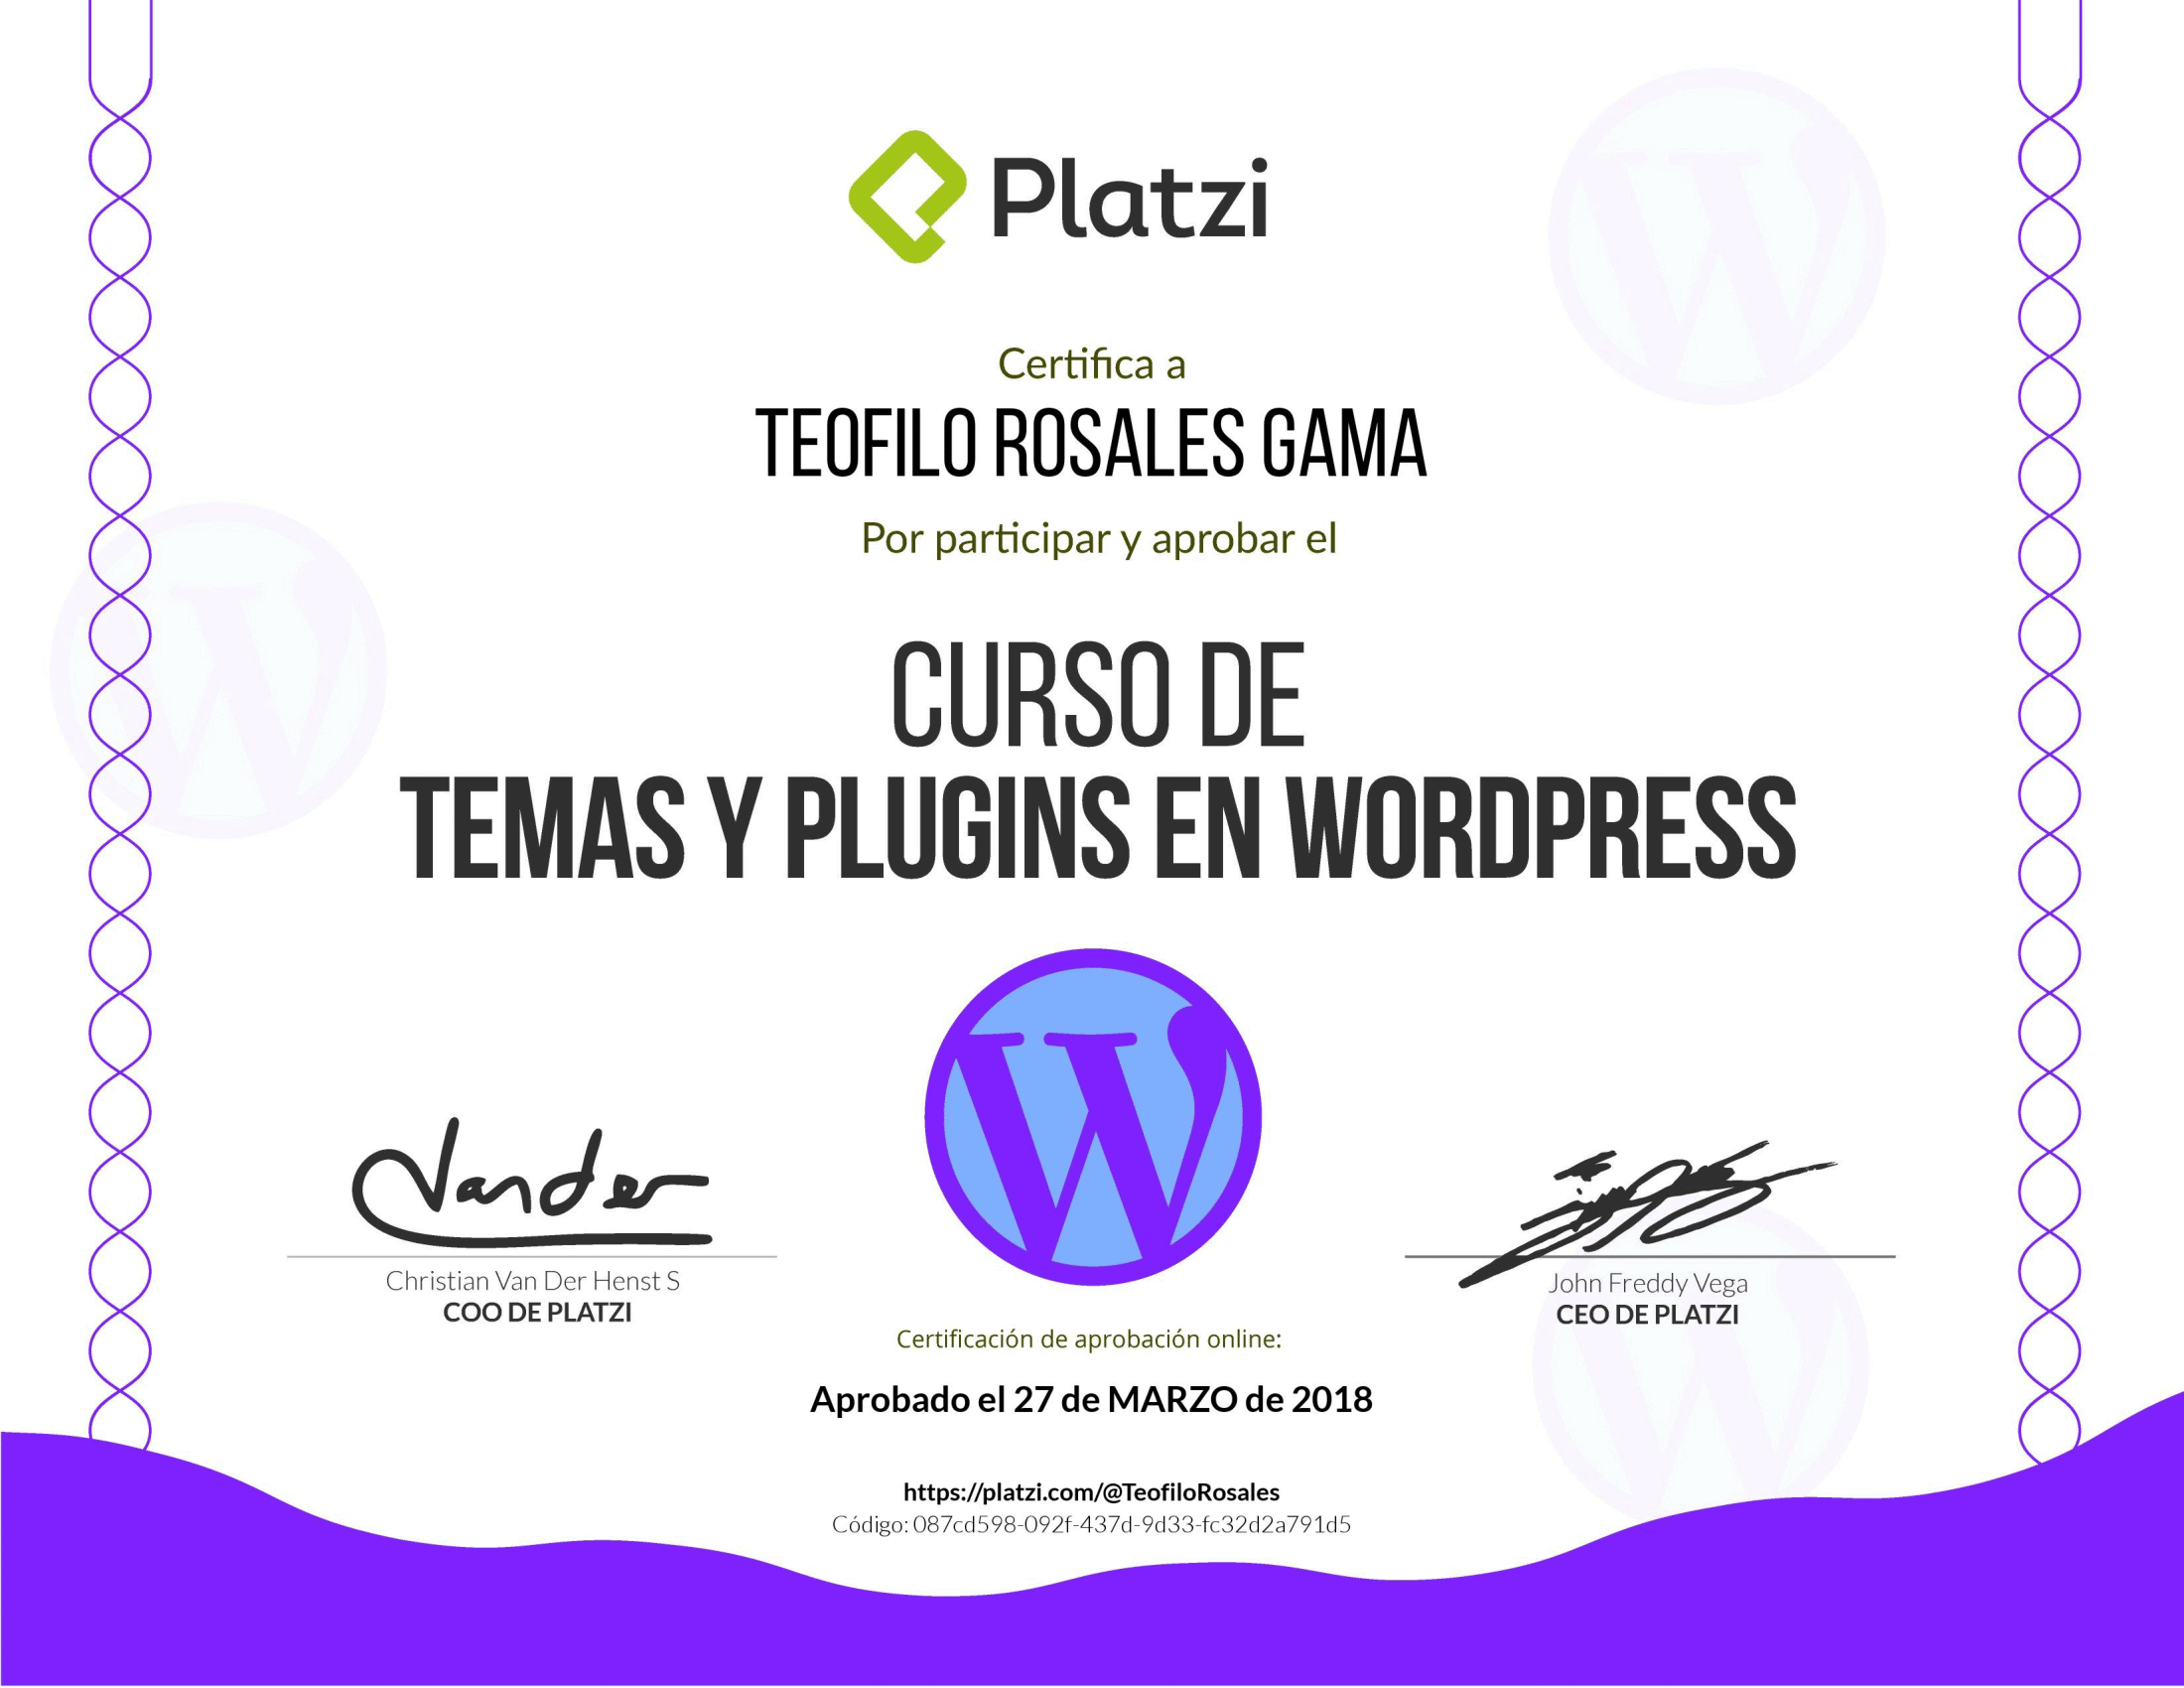 Platzi
Certifica a
TEOFILO ROSALES GAMA
Por participar y aprobar el
CURSO DE
TEMAS Y PLUGINS EN WORDPRESS
Vander
Christian Van Der Henst S
COO DE PLATZI
John Freddy Vega
CEO DE PLATZI
Certificación de aprobación online:
Aprobado el 27 de MARZO de 2018
https://platzi.com/@TeofiloRosales
Código: 087cd598-092f-437d-9d33-fc32d2a791d5